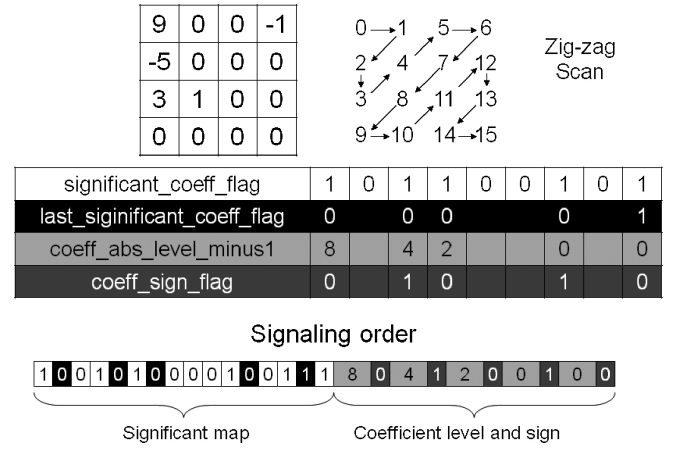 9 0 0 -1
-5 0 0 0
3 1 0 0
0 0 0 0
0 1 5 6
2 4 7 12
3 8 11 13
9 10 14 15
Zig-zag
Scan
significant_coeff_flag 1 0 1 1 0 0 1 0 1
last_siginificant_coeff_flag 0 0 0 0 1
coeff_abs_level_minus1 8 4 2 0 0
coeff_sign_flag 0 1 0 1 0
Signaling order
1 0 0 1 0 1 0 0 0 0 1 0 0 1 1 1 8 0 4 1 2 0 0 1 0 0
Significant map
Coefficient level and sign